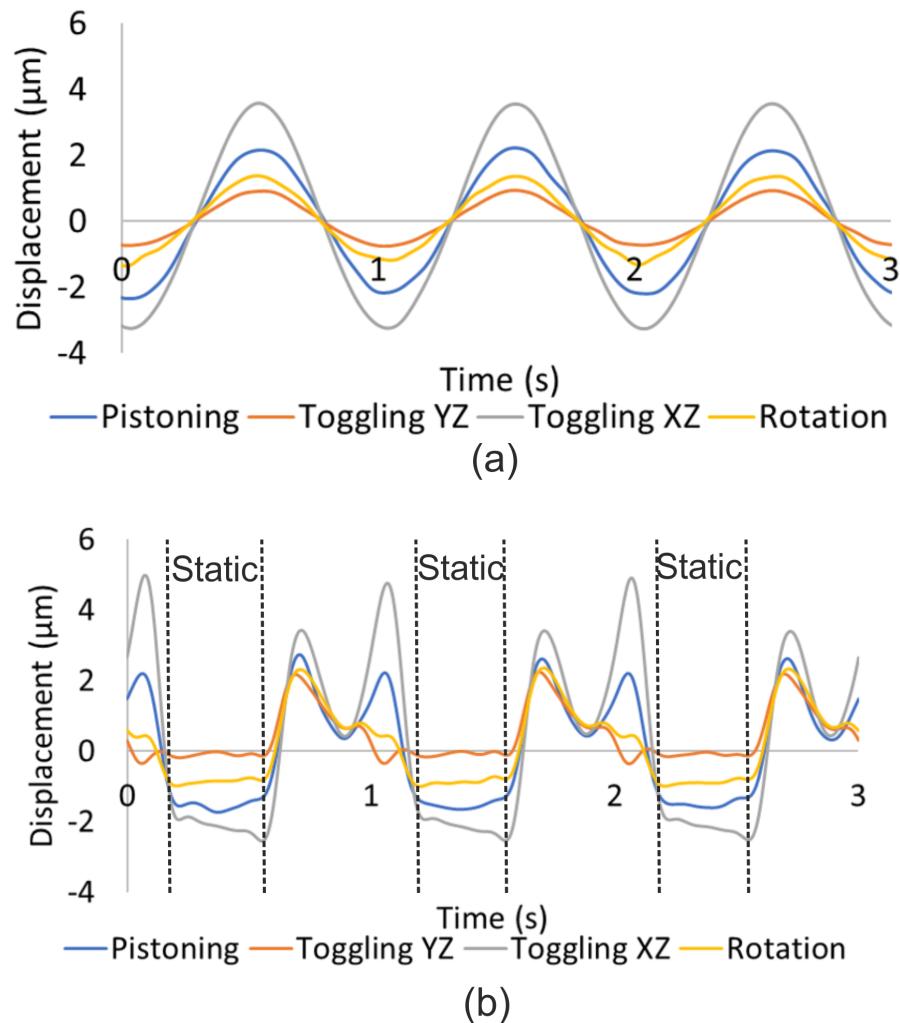 6
4
2
0
-2
-4
Displacement (µm)
0 1 2 3
Time (s)
Pistoning Toggling YZ Toggling XZ Rotation
(a)
6
4
2
0
-2
-4
Displacement (µm)
Static Static Static
0 1 2 3
Time (s)
Pistoning Toggling YZ Toggling XZ Rotation
(b)